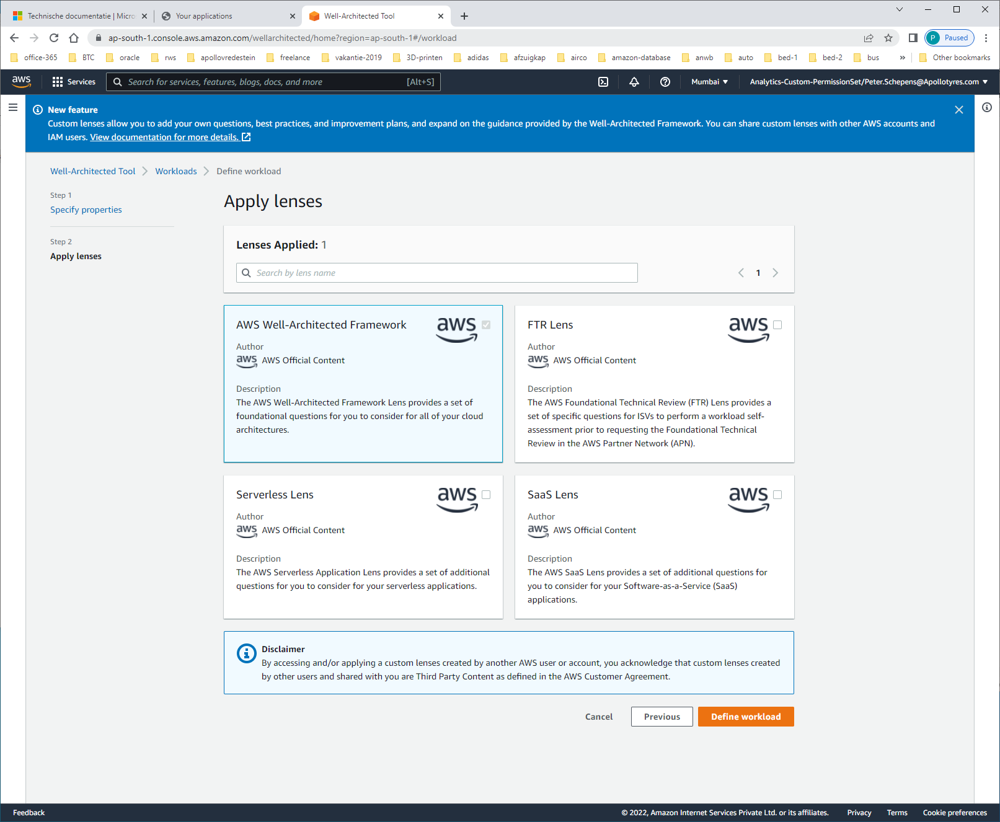 Technische documentatie | Micro
Your applications
Well-Architected Tool
ap-south-1.console.aws.amazon.com/wellarchitected/home?region=ap-south-1#/workload
P Paused
office-365 BTC oracle rws apollovredestein freelance vakantie-2019 3D-printen adidas afzuigkap airco amazon-database anwb auto bed-1 bed-2 bus » Other bookmarks
aws Services Search for services, features, blogs, docs, and more [Alt+S] Mumbai Analytics-Custom-PermissionSet/Peter.Schepens@Apollotyres.com
New feature
Custom lenses allow you to add your own questions, best practices, and improvement plans, and expand on the guidance provided by the Well-Architected Framework. You can share custom lenses with other AWS accounts and
IAM users. View documentation for more details.
Well-Architected Tool Workloads Define workload
Step 1
Specify properties
Step 2
Apply lenses
Apply lenses
Lenses Applied: 1
Search by lens name
1
AWS Well-Architected Framework
aws
Author
aws AWS Official Content
Description
The AWS Well-Architected Framework Lens provides a set of
foundational questions for you to consider for all of your cloud
architectures.
FTR Lens
aws
Author
aws AWS Official Content
Description
The AWS Foundational Technical Review (FTR) Lens provides a
set of specific questions for ISVs to perform a workload self-
assessment prior to requesting the Foundational Technical
Review in the AWS Partner Network (APN).
Serverless Lens
aws
Author
aws AWS Official Content
Description
The AWS Serverless Application Lens provides a set of additional
questions for you to consider for your serverless applications.
SaaS Lens
aws
Author
aws AWS Official Content
Description
The AWS SaaS Lens provides a set of additional questions for
you to consider for your Software-as-a-Service (SaaS)
applications.
Disclaimer
By accessing and/or applying a custom lenses created by another AWS user or account, you acknowledge that custom lenses created
by other users and shared with you are Third Party Content as defined in the AWS Customer Agreement.
Cancel Previous Define workload
Feedback © 2022, Amazon Internet Services Private Ltd. or its affiliates. Privacy Terms Cookie preferences